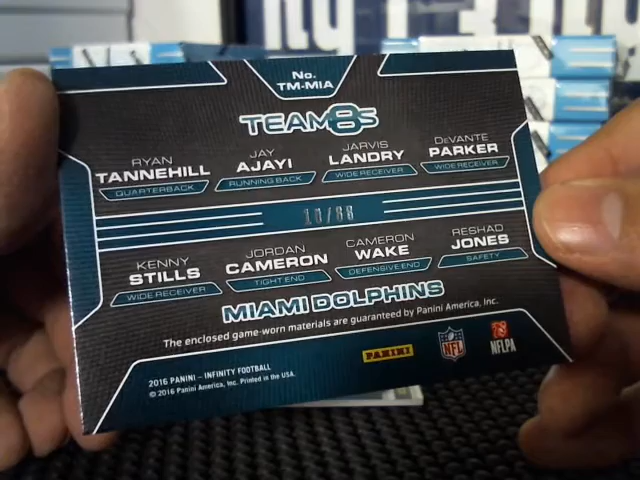 No.
TM-MIA
TEAM8S
RYAN TANNEHILL
QUARTERBACK
JAY AJAYI
RUNNING BACK
JARVIS LANDRY
WIDE RECEIVER
DEVANTE PARKER
WIDE RECEIVER
KENNY STILLS
WIDE RECEIVER
JORDAN CAMERON
TIGHT END
CAMERON WAKE
DEFENSIVE END
RESHAD JONES
SAFETY
MIAMI DOLPHINS
The enclosed game-worn materials are guaranteed by Panini America, Inc.
PANINI
NFL
NFLPA
2016 PANINI – INFINITY FOOTBALL
© 2016 Panini America, Inc. Printed in the USA.